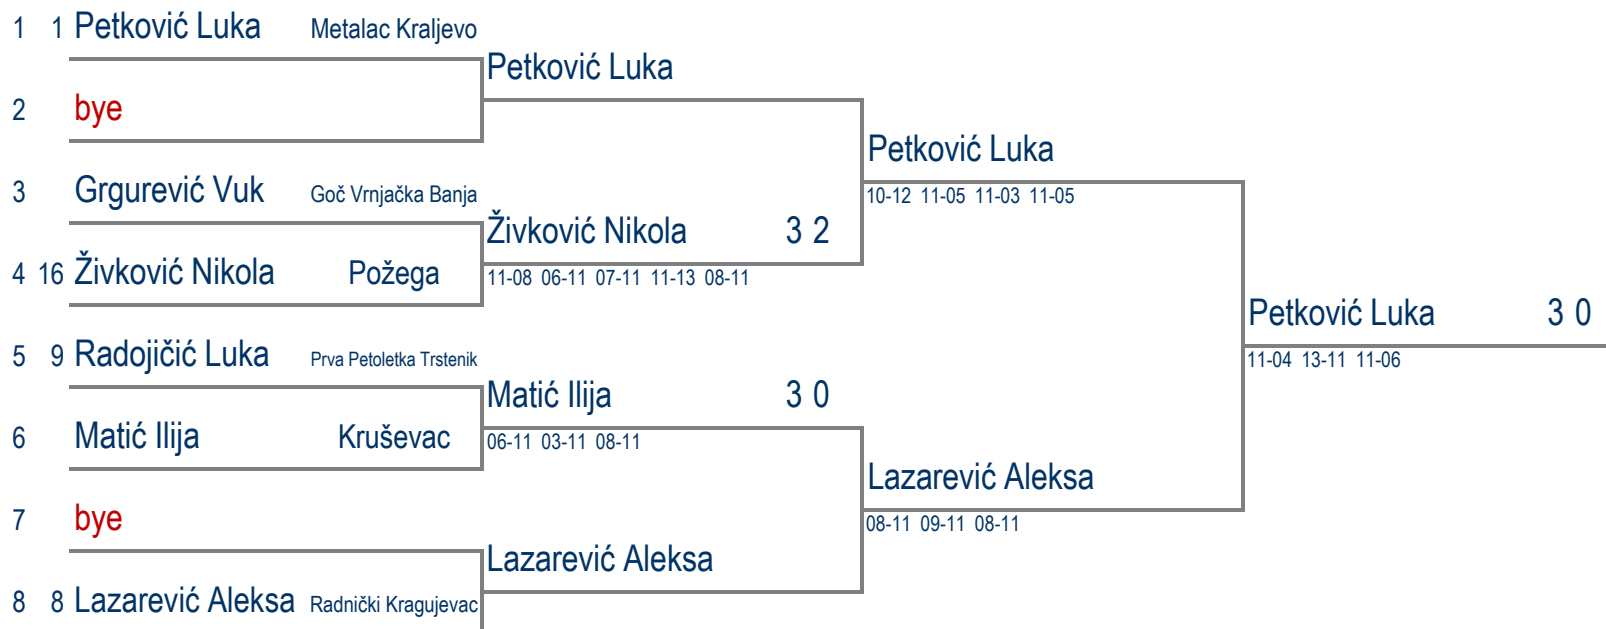 1 1 Petković Luka Metalac Kraljevo
Petković Luka
2 bye
Petković Luka
3 Grgurević Vuk Goč Vrnjačka Banja
10-12 11-05 11-03 11-05
Živković Nikola 3 2
4 16 Živković Nikola Požega
11-08 06-11 07-11 11-13 08-11
Petković Luka 3 0
5 9 Radojičić Luka Prva Petoletka Trstenik
11-04 13-11 11-06
Matić Ilija 3 0
6 Matić Ilija Kruševac
06-11 03-11 08-11
Lazarević Aleksa
7 bye
08-11 09-11 08-11
Lazarević Aleksa
8 8 Lazarević Aleksa Radnički Kragujevac